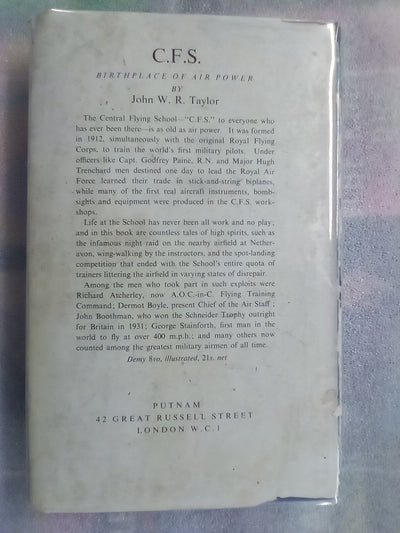 C.F.S.
BIRTHPLACE OF AIR POWER
BY
John W. R. Taylor
The Central Flying School—"C.F.S." to everyone who
has ever been there—is as old as air power. It was formed
in 1912, simultaneously with the original Royal Flying
Corps, to train the world's first military pilots. Under
officers like Capt. Godfrey Paine, R.N. and Major Hugh
Trenchard men destined one day to lead the Royal Air
Force learned their trade in stick-and-string biplanes,
while many of the first real aircraft instruments, bomb-
sights and equipment were produced in the C.F.S. work-
shops.
Life at the School has never been all work and no play;
and in this book are countless tales of high spirits, such as
the infamous night raid on the nearby airfield at Nether-
avon, wing-walking by the instructors, and the spot-landing
competition that ended with the School's entire quota of
trainers littering the airfield in varying states of disrepair.
Among the men who took part in such exploits were
Richard Atcherley, now A.O.C.-in-C. Flying Training
Command; Dermot Boyle, present Chief of the Air Staff;
John Boothman, who won the Schneider Trophy outright
for Britain in 1931; George Stainforth, first man in the
world to fly at over 400 m.p.h.; and many others now
counted among the greatest military airmen of all time.
Demy 8vo, illustrated, 21s. net
PUTNAM
42 GREAT RUSSELL STREET
LONDON W.C.1